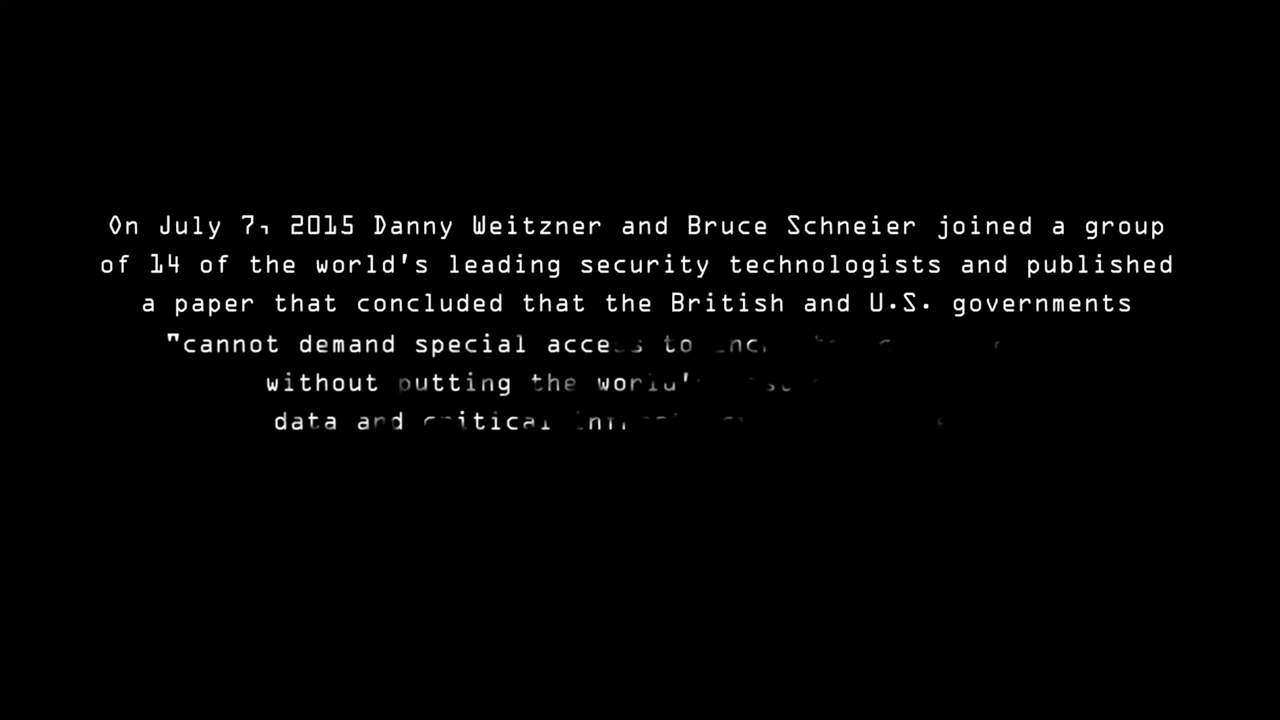 On July 7, 2015 Danny Weitzner and Bruce Schneier joined a group
of 14 of the world's leading security technologists and published
a paper that concluded that the British and U.S. governments
"cannot demand special access to
without putting the world's
data and critical